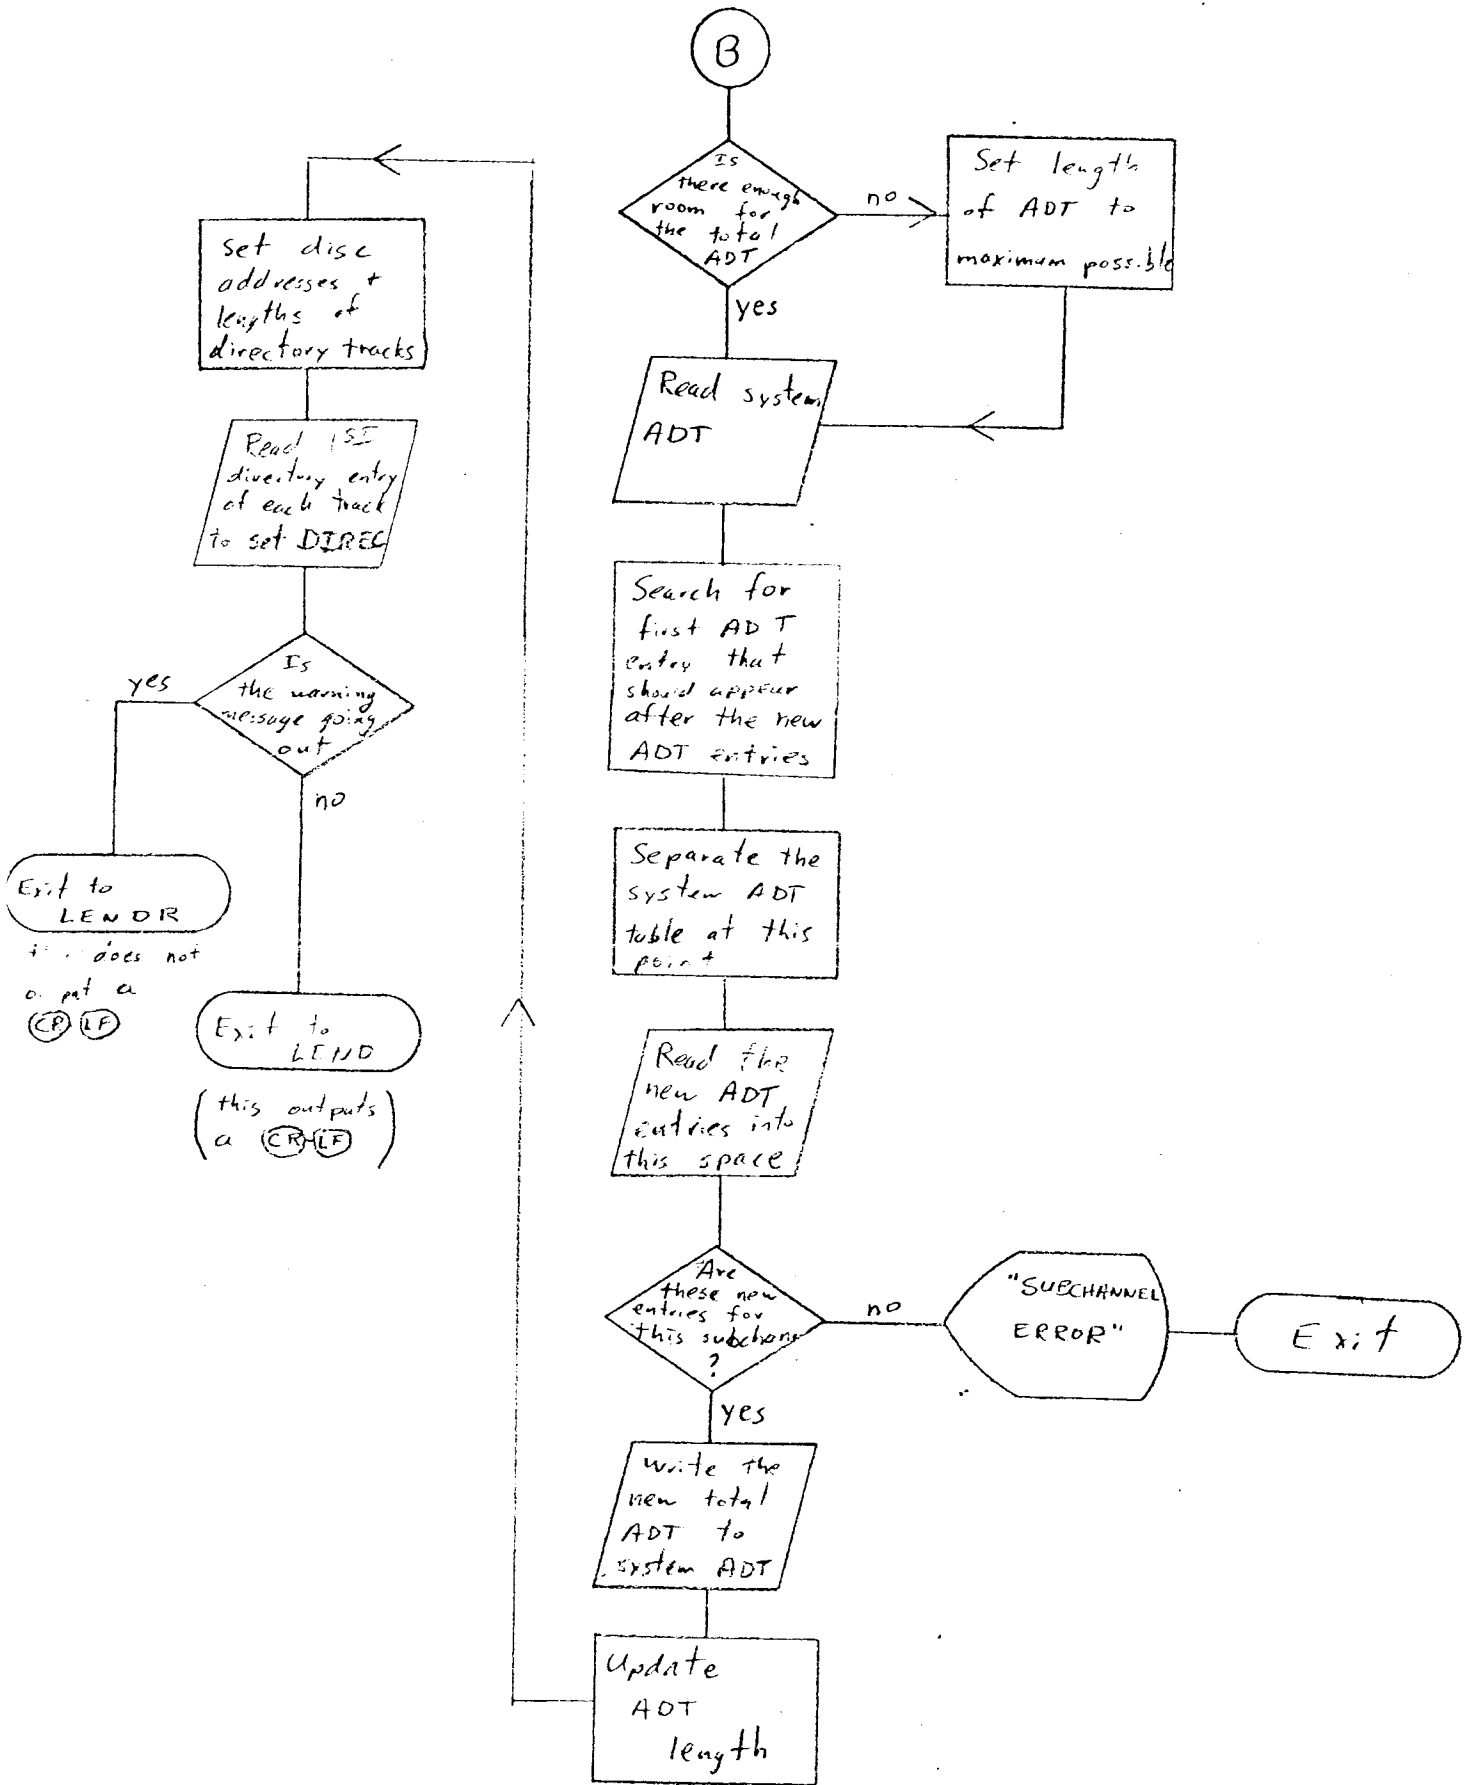 B
Is
there enough
room for
the total
ADT
no
Set length
of ADT to
maximum possible
yes
Read system
ADT
Search for
first ADT
entry that
should appear
after the new
ADT entries
Separate the
system ADT
table at this
point
Read the
new ADT
entries into
this space
Are
these new
entries for
this subchan
?
no
"SUBCHANNEL
ERROR"
Exit
yes
Write the
new total
ADT to
system ADT
Update
ADT
length
Set disc
addresses +
lengths of
directory tracks
Read 1ST
directory entry
of each track
to set DIREC
Is
the warning
message going
out
yes
Exit to
LENDR
does not
a
CR LF
no
Exit to
LEND
(this outputs
a CR LF)